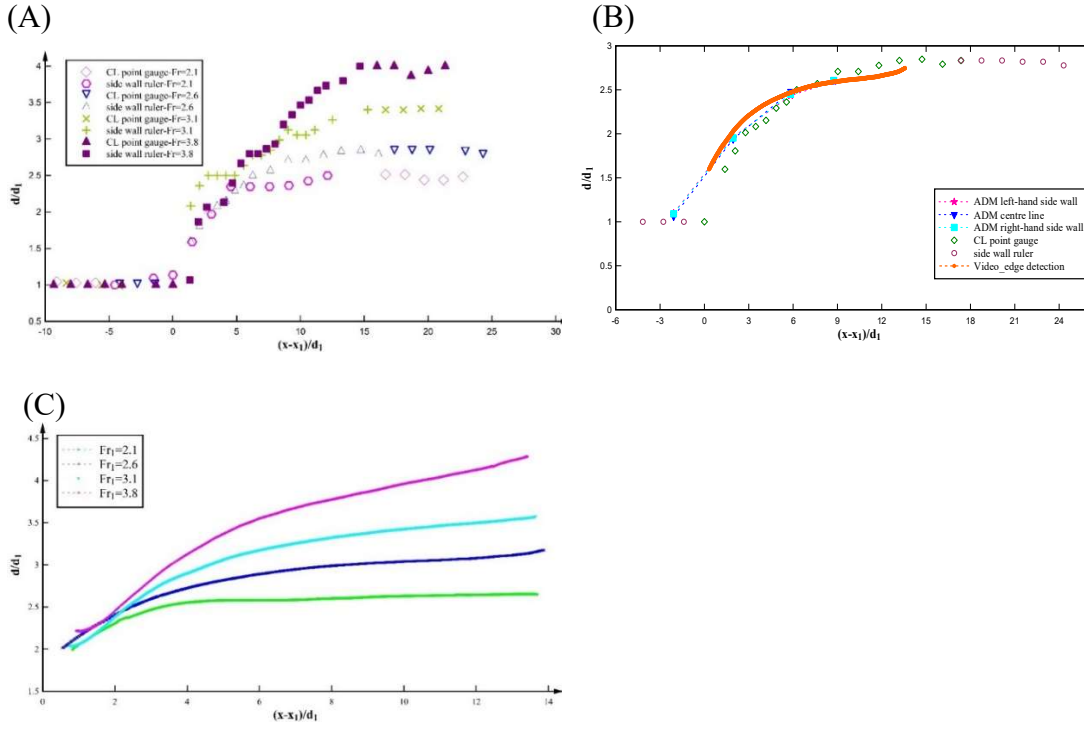 (A)
CL point gauge-Fr=2.1
side wall ruler-Fr=2.1
CL point gauge-Fr=2.6
side wall ruler-Fr=2.6
CL point gauge-Fr=3.1
side wall ruler-Fr=3.1
CL point gauge-Fr=3.8
side wall ruler-Fr=3.8
d/d₁
4
3.5
3
2.5
2
1.5
1
0.5
-10 -5 0 5 10 15 20 25 30
(x-x₁)/d₁
(B)
d/d₁
3
2.5
2
1.5
1
0.5
0
ADM left-hand side wall
ADM centre line
ADM right-hand side wall
CL point gauge
side wall ruler
Video_edge detection
-6 -3 0 3 6 9 12 15 18 21 24
(x-x₁)/d₁
(C)
Fr₁=2.1
Fr₁=2.6
Fr₁=3.1
Fr₁=3.8
d/d₁
4.5
4
3.5
3
2.5
2
1.5
0 2 4 6 8 10 12 14
(x-x₁)/d₁